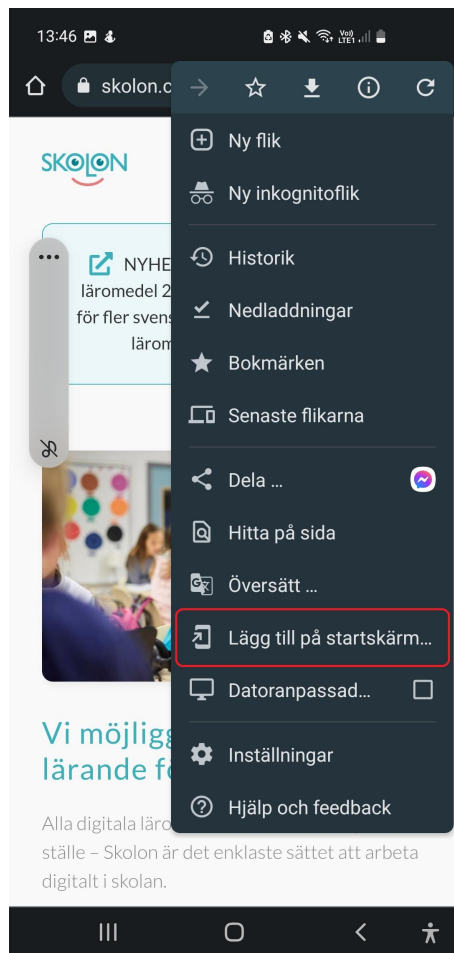 13:46
Vo))
LTE1
skolon.c
Ny flik
Ny inkognitoflik
SKOLON
Historik
NYHE
läromedel 2
för fler svens
lärom
Nedladdningar
Bokmärken
Senaste flikarna
Dela ...
Hitta på sida
Översätt ...
Lägg till på startskärm...
Datoranpassad...
Inställningar
Hjälp och feedback
Vi möjligg
lärande fö
Alla digitala läro
ställe – Skolon är det enklaste sättet att arbeta
digitalt i skolan.